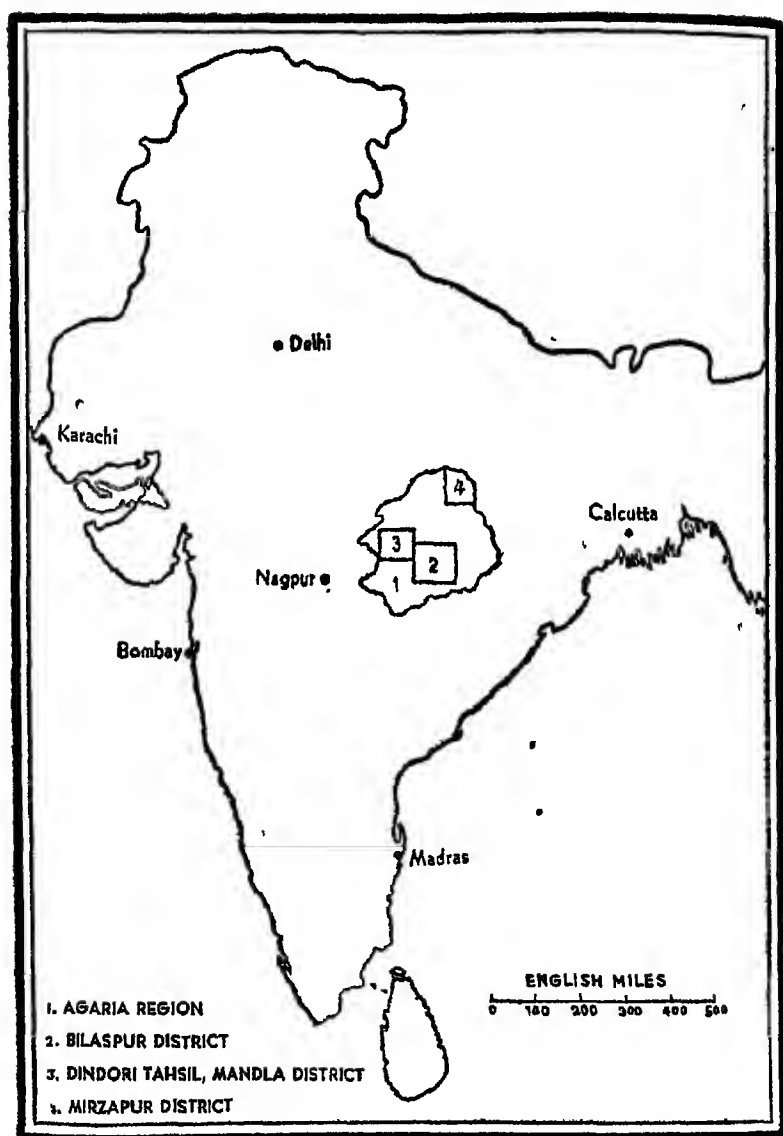 Delhi
Karachi
4
Calcutta
3
2
Nagpur
1
Bombay
Madras
ENGLISH MILES
0 100 200 300 400 500
1. AGARIA REGION
2. BILASPUR DISTRICT
3. DINDORI TAHSIL, MANDLA DISTRICT
4. MIRZAPUR DISTRICT